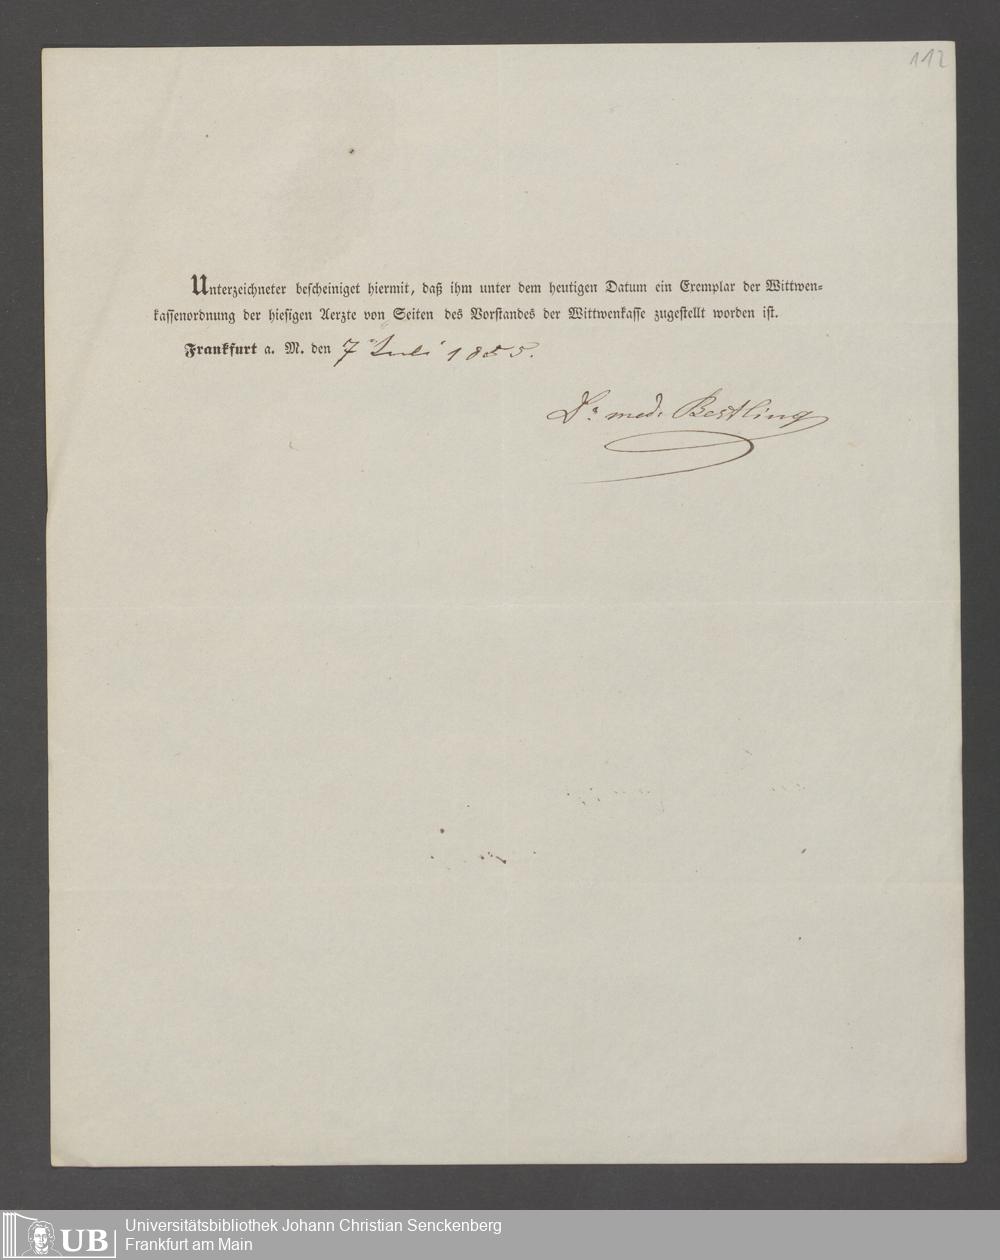 112
Unterzeichneter bescheiniget hiermit, daß ihm unter dem heutigen Datum ein Exemplar der Wittwen-
kassenordnung der hiesigen Aerzte von Seiten des Vorstandes der Wittwenkasse zugestellt worden ist.
Frankfurt a. M. den 7 Juli 1855.
Dr med. Bestling
UB Universitätsbibliothek Johann Christian Senckenberg
Frankfurt am Main